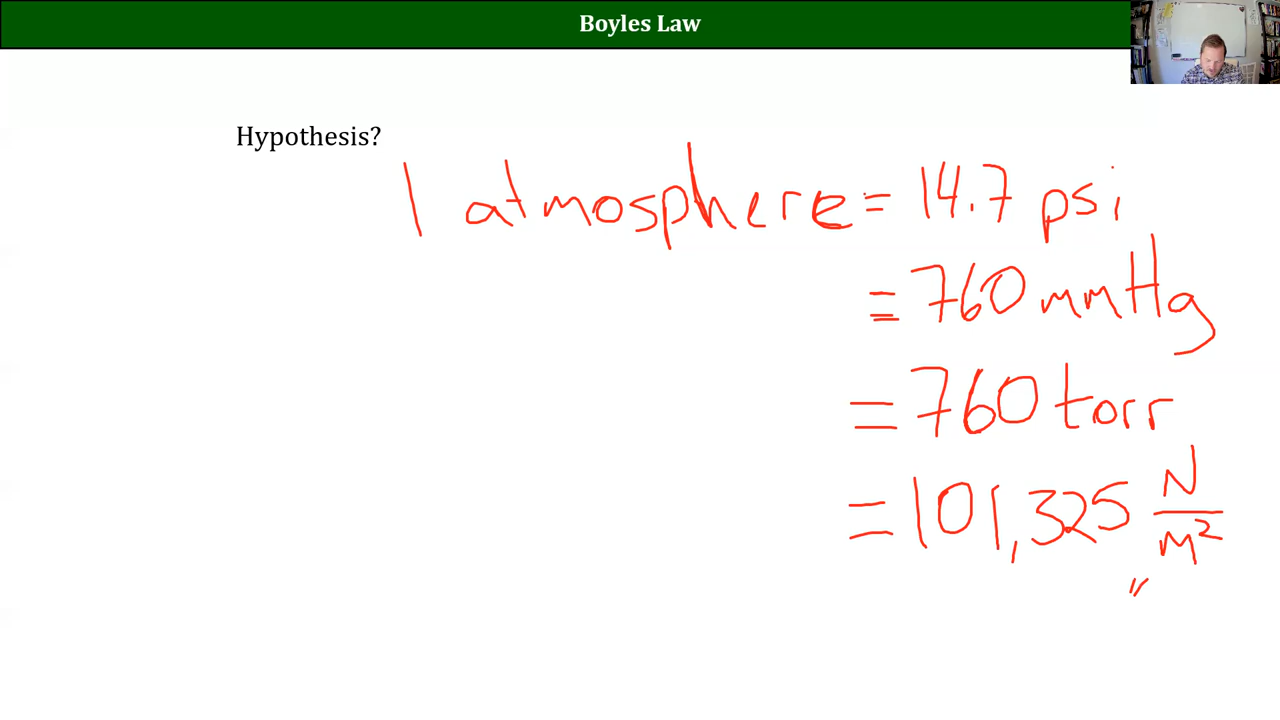 Boyles Law
Hypothesis?
1 atmosphere = 14.7 psi
= 760 mmHg
= 760 torr
= 101,325 N/m²
"